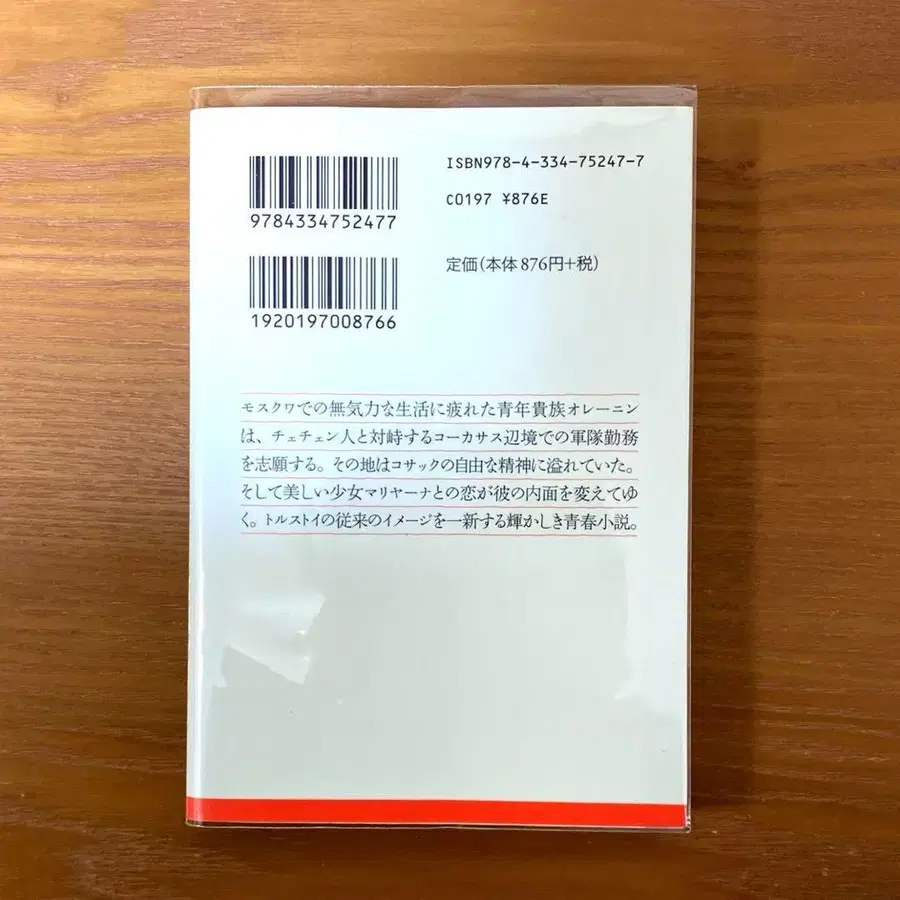 ISBN978-4-334-75247-7
C0197 ¥876E
9784334752477
定価(本体876円+税)
1920197008766
モスクワでの無気力な生活に疲れた青年貴族オレーニン
は、チェチェン人と対峙するコーカサス辺境での軍隊勤務
を志願する。その地はコサックの自由な精神に溢れていた。
そして美しい少女マリヤーナとの恋が彼の内面を変えてゆ
く。トルストイの従来のイメージを一新する輝かしき青春小説。